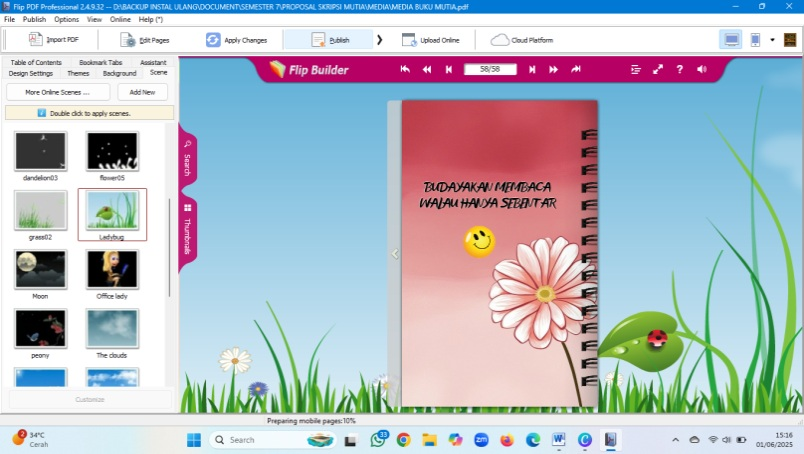 Flip PDF Professional 2.4.9.32 -- D:\BACKUP INSTAL ULANG\DOCUMENT\SEMESTER 7\PROPOSAL SKRIPSI MUTIA\MEDIA\MEDIA BUKU MUTIA.pdf
File Publish Options View Online Help (*)
Import PDF Edit Pages Apply Changes Publish Upload Online Cloud Platform
Table of Contents Bookmark Tabs Assistant
Design Settings Themes Background Scene
More Online Scenes ... Add New
Double click to apply scenes.
dandelion03 flower05
grass02 Ladybug
Moon Office lady
peony The clouds
Customize
Flip Builder 58/58
Search
Thumbnails
BUDAYAKAN MEMBACA
WALAU HANYA SEBENTAR
Preparing mobile pages:10%
2
34°C
Cerah
Search
33
zm
15:16
01/06/2025